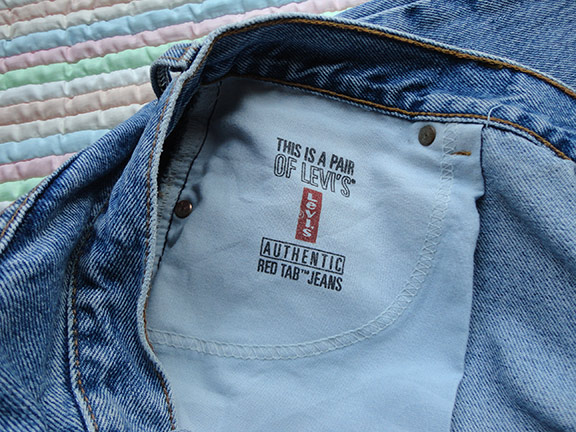 THIS IS A PAIR
OF LEVI'S®
Levi's
AUTHENTIC
RED TAB™ JEANS